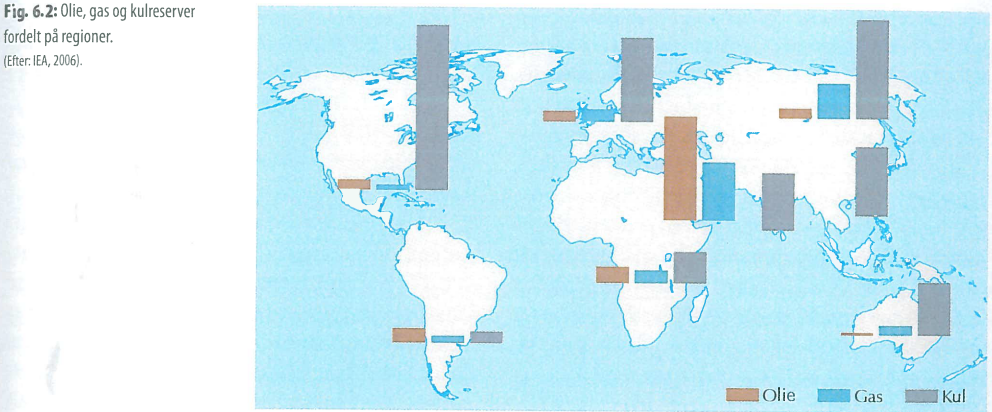 Fig. 6.2: Olie, gas og kulreserver
fordelt på regioner.
(Efter: IEA, 2006).
Olie
Gas
Kul